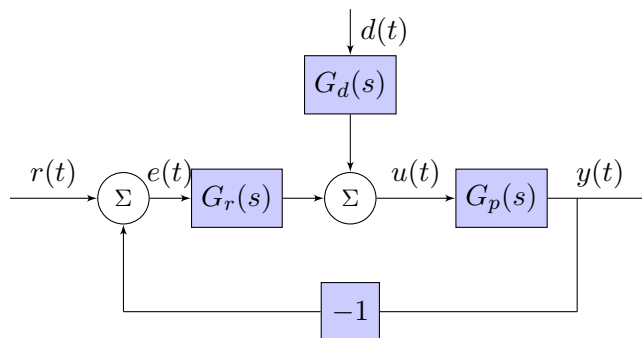 d(t)
G_d(s)
r(t) Σ e(t) G_r(s) Σ u(t) G_p(s) y(t)
−1